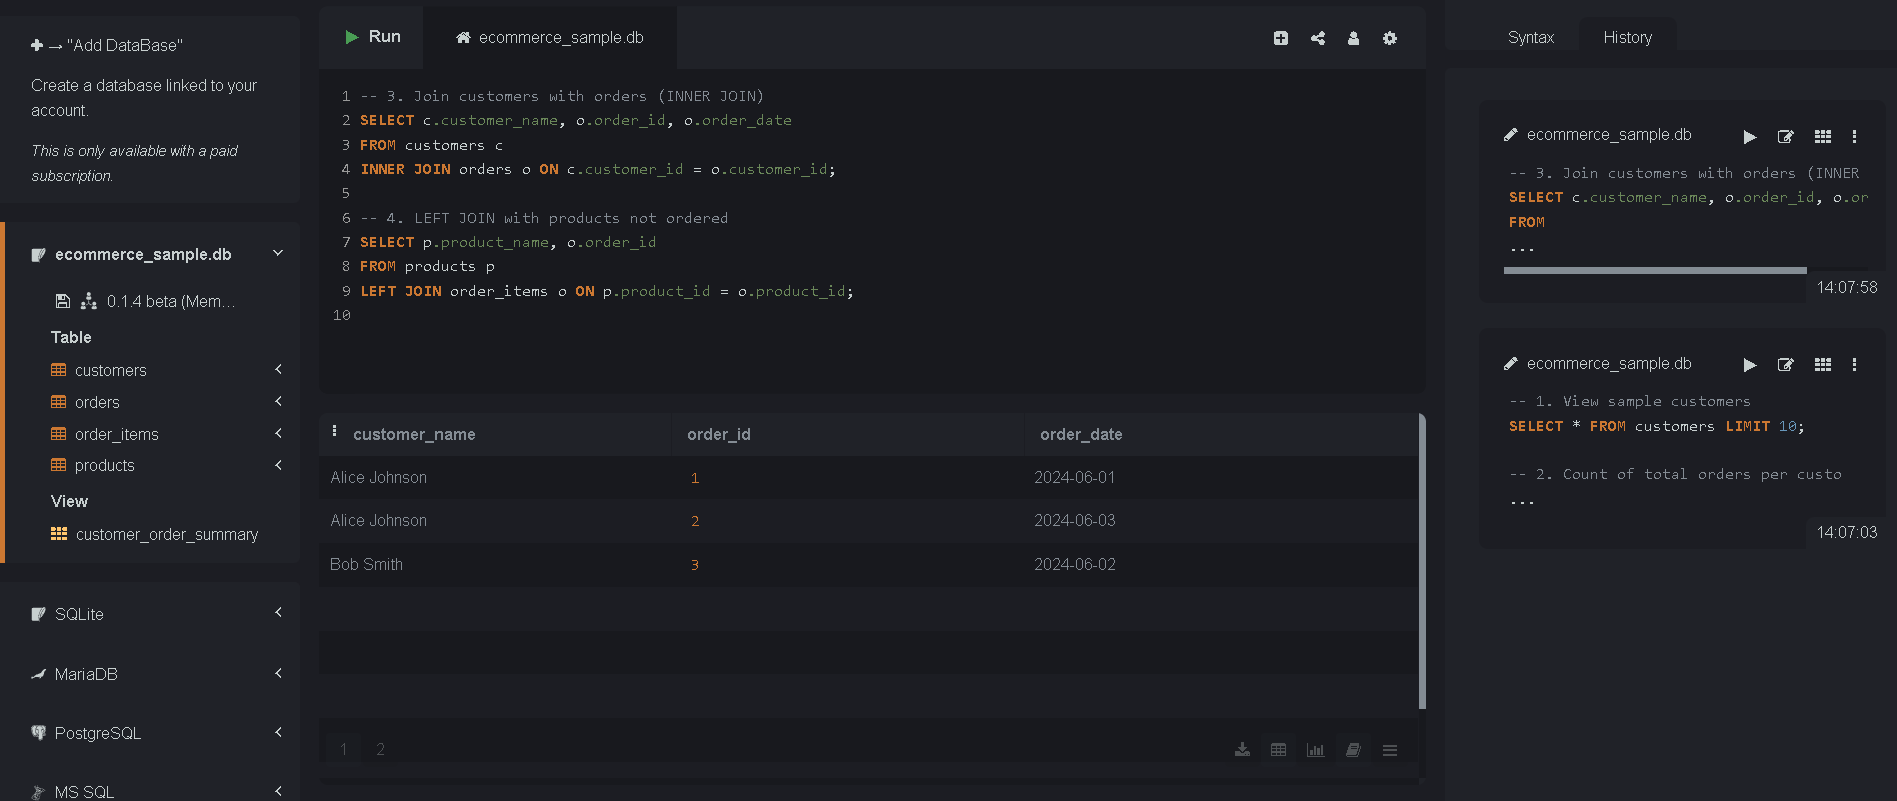 → "Add DataBase"
Create a database linked to your
account.
This is only available with a paid
subscription.
ecommerce_sample.db
0.1.4 beta (Mem...
Table
customers
orders
order_items
products
View
customer_order_summary
SQLite
MariaDB
PostgreSQL
MS SQL
Run
ecommerce_sample.db
1 -- 3. Join customers with orders (INNER JOIN)
2 SELECT c.customer_name, o.order_id, o.order_date
3 FROM customers c
4 INNER JOIN orders o ON c.customer_id = o.customer_id;
5
6 -- 4. LEFT JOIN with products not ordered
7 SELECT p.product_name, o.order_id
8 FROM products p
9 LEFT JOIN order_items o ON p.product_id = o.product_id;
10
customer_name order_id order_date
Alice Johnson 1 2024-06-01
Alice Johnson 2 2024-06-03
Bob Smith 3 2024-06-02
1 2
Syntax History
ecommerce_sample.db
-- 3. Join customers with orders (INNER
SELECT c.customer_name, o.order_id, o.or
FROM
...
14:07:58
ecommerce_sample.db
-- 1. View sample customers
SELECT * FROM customers LIMIT 10;
-- 2. Count of total orders per custo
...
14:07:03